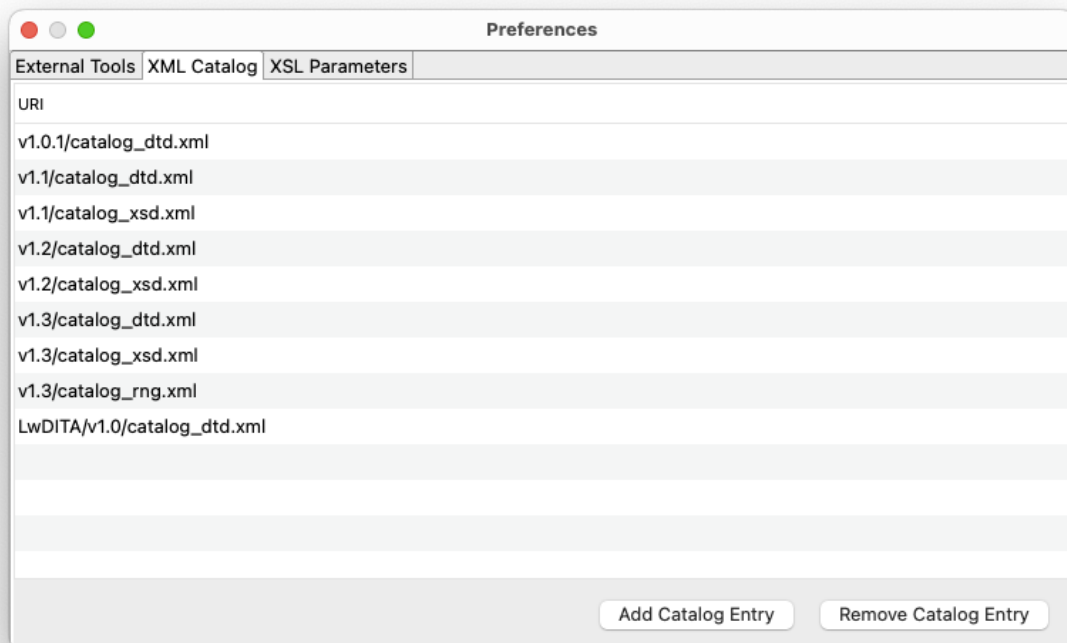 Preferences
External Tools XML Catalog XSL Parameters
URI
v1.0.1/catalog_dtd.xml
v1.1/catalog_dtd.xml
v1.1/catalog_xsd.xml
v1.2/catalog_dtd.xml
v1.2/catalog_xsd.xml
v1.3/catalog_dtd.xml
v1.3/catalog_xsd.xml
v1.3/catalog_rng.xml
LwDITA/v1.0/catalog_dtd.xml
Add Catalog Entry Remove Catalog Entry